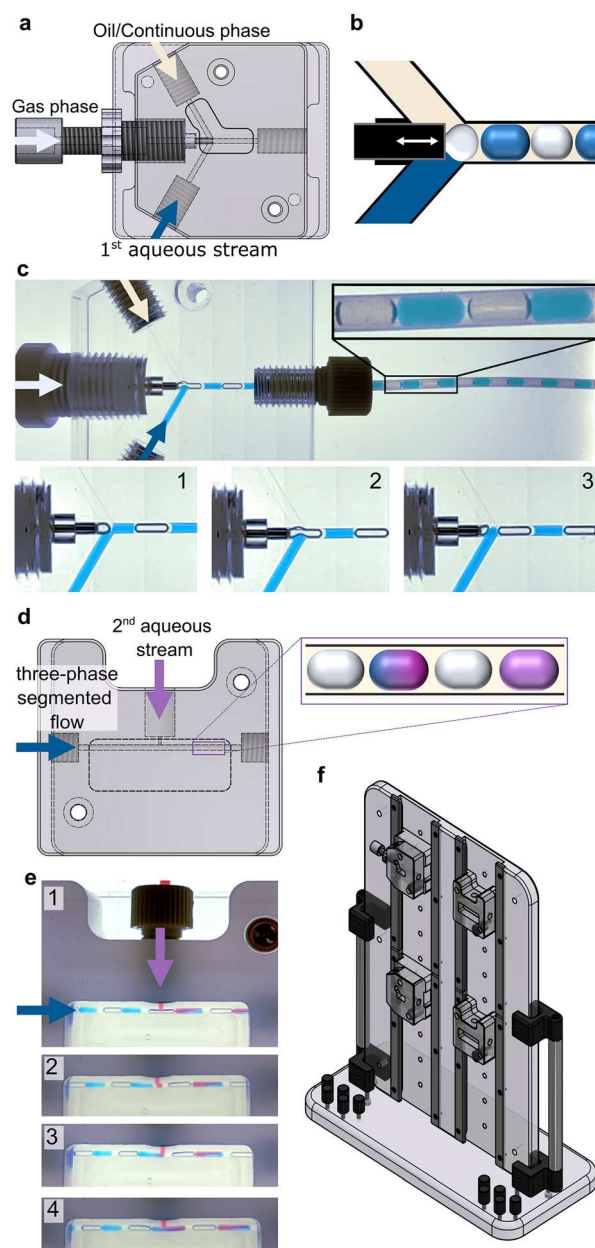 a
Oil/Continuous phase
Gas phase
1st aqueous stream
b
c
1
2
3
d
2nd aqueous
stream
three-phase
segmented
flow
e
1
2
3
4
f